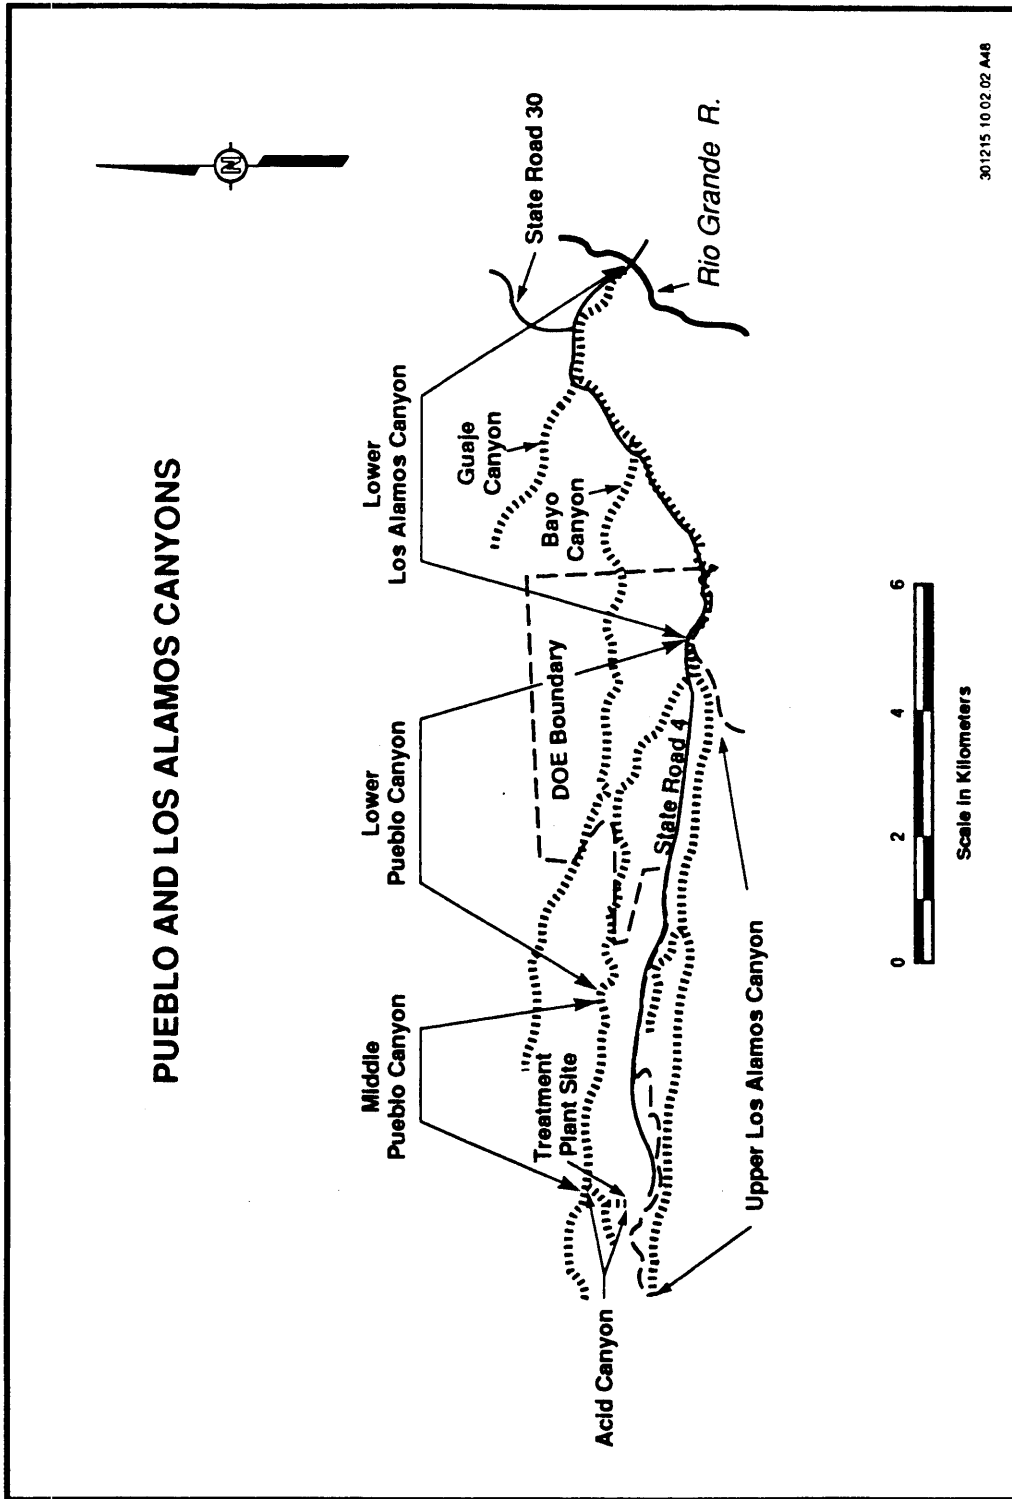 PUEBLO AND LOS ALAMOS CANYONS
N
Middle
Pueblo Canyon
Lower
Pueblo Canyon
Lower
Los Alamos Canyon
State Road 30
Guaje
Canyon
Bayo
Canyon
DOE Boundary
Treatment
Plant Site
State Road 4
Rio Grande R.
Acid Canyon
Upper Los Alamos Canyon
0 2 4 6
Scale in Kilometers
301215 10.02.02 A48